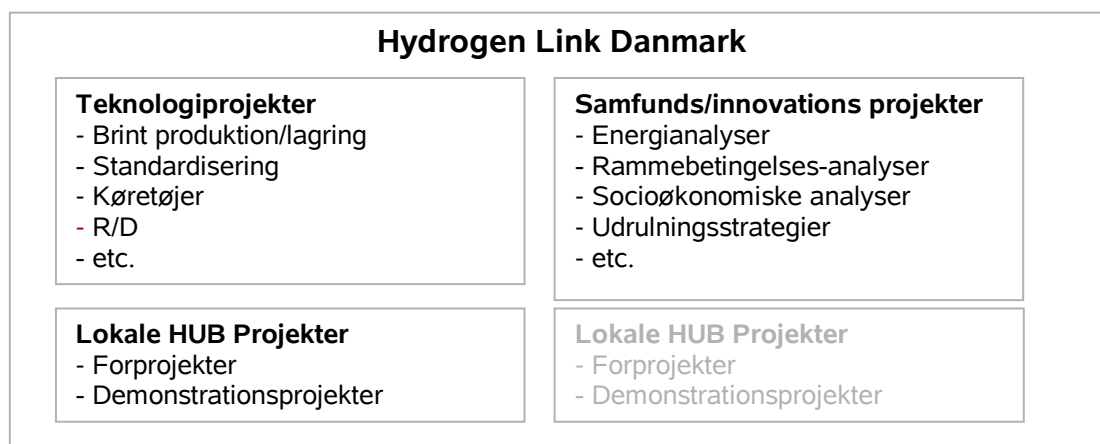 Hydrogen Link Danmark
Teknologiprojekter
- Brint produktion/lagring
- Standardisering
- Køretøjer
- R/D
- etc.
Samfunds/innovations projekter
- Energianalyser
- Rammebetingelses-analyser
- Socioøkonomiske analyser
- Udrulningsstrategier
- etc.
Lokale HUB Projekter
- Forprojekter
- Demonstrationsprojekter
Lokale HUB Projekter
- Forprojekter
- Demonstrationsprojekter